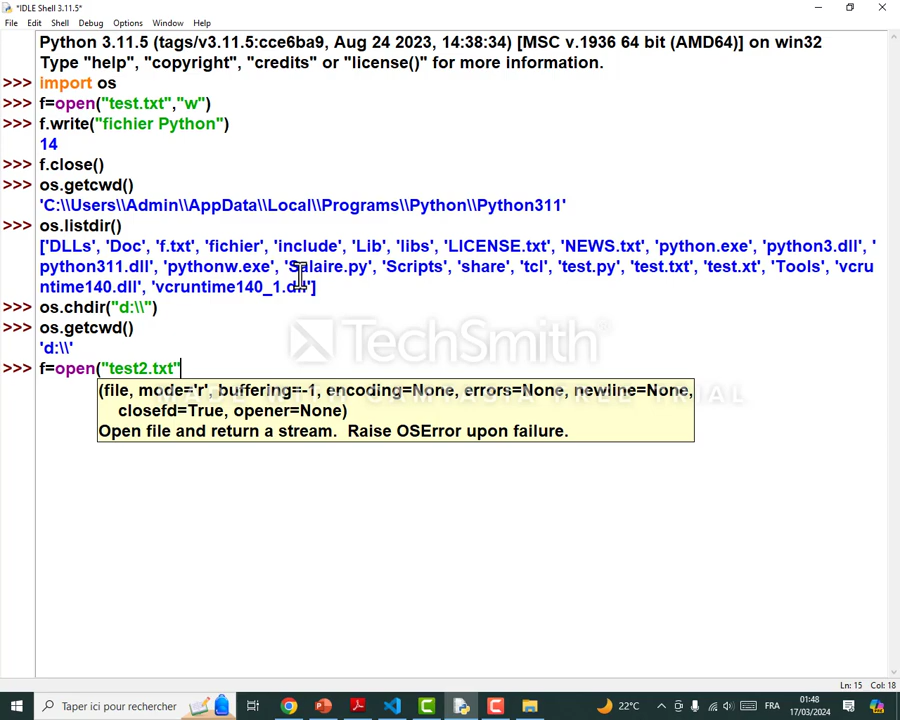 *IDLE Shell 3.11.5*
File Edit Shell Debug Options Window Help
Python 3.11.5 (tags/v3.11.5:cce6ba9, Aug 24 2023, 14:38:34) [MSC v.1936 64 bit (AMD64)] on win32
Type "help", "copyright", "credits" or "license()" for more information.
>>> import os
>>> f=open("test.txt","w")
>>> f.write("fichier Python")
14
>>> f.close()
>>> os.getcwd()
'C:\\Users\\Admin\\AppData\\Local\\Programs\\Python\\Python311'
>>> os.listdir()
['DLLs', 'Doc', 'f.txt', 'fichier', 'include', 'Lib', 'libs', 'LICENSE.txt', 'NEWS.txt', 'python.exe', 'python3.dll', '
python311.dll', 'pythonw.exe', 'Salaire.py', 'Scripts', 'share', 'tcl', 'test.py', 'test.txt', 'test.xt', 'Tools', 'vcru
ntime140.dll', 'vcruntime140_1.dll']
>>> os.chdir("d:\\")
>>> os.getcwd()
'd:\\'
TechSmith
>>> f=open("test2.txt"
(file, mode='r', buffering=-1, encoding=None, errors=None, newline=None,
MADE WITH CAMTASIA FREE TRIAL
closefd=True, opener=None)
Open file and return a stream. Raise OSError upon failure.
Ln: 15 Col: 18
Taper ici pour rechercher
22°C
FRA
01:48
17/03/2024